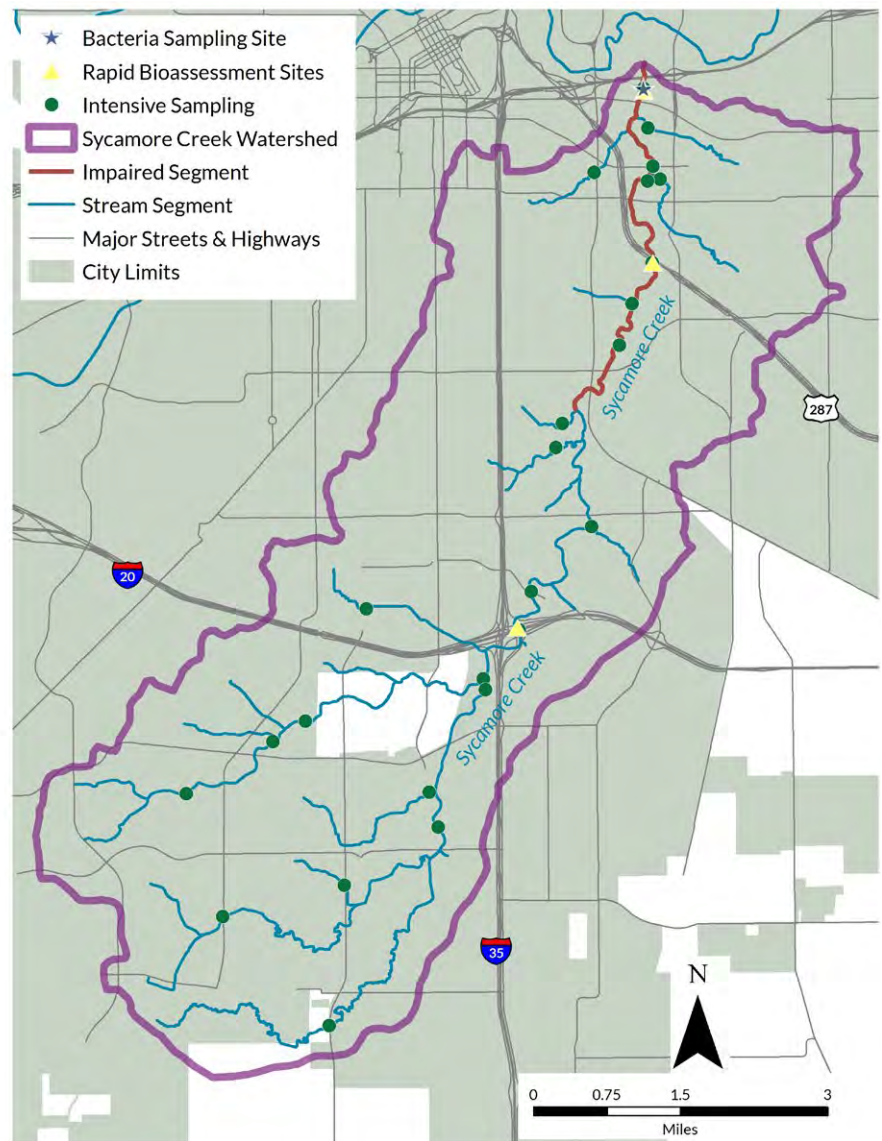 Bacteria Sampling Site
Rapid Bioassessment Sites
Intensive Sampling
Sycamore Creek Watershed
Impaired Segment
Stream Segment
Major Streets & Highways
City Limits
Sycamore Creek
287
20
Sycamore Creek
35
N
0 0.75 1.5 3
Miles